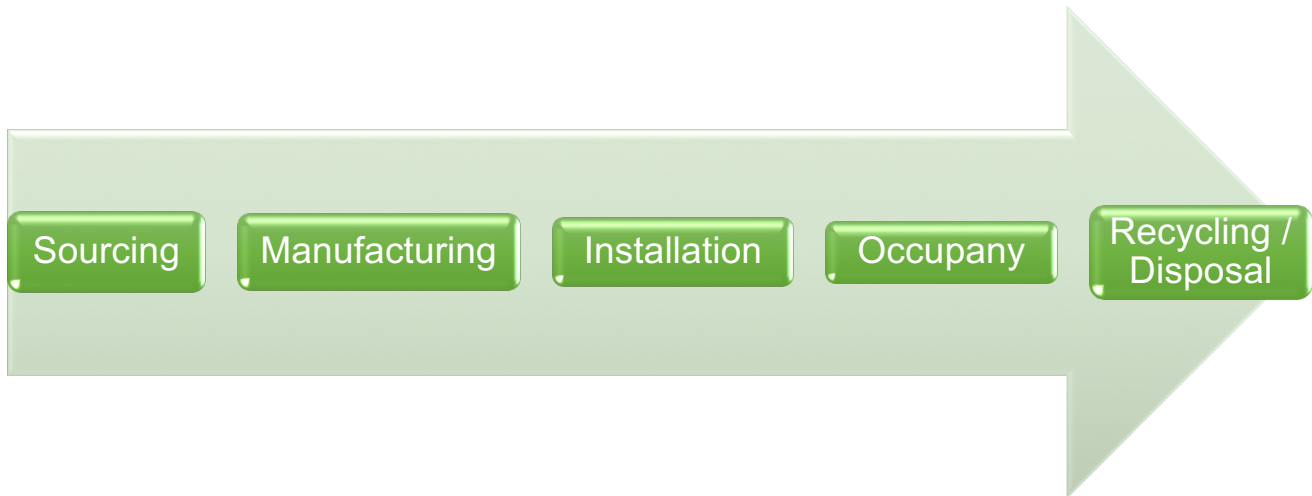 Sourcing
Manufacturing
Installation
Occupany
Recycling /
Disposal